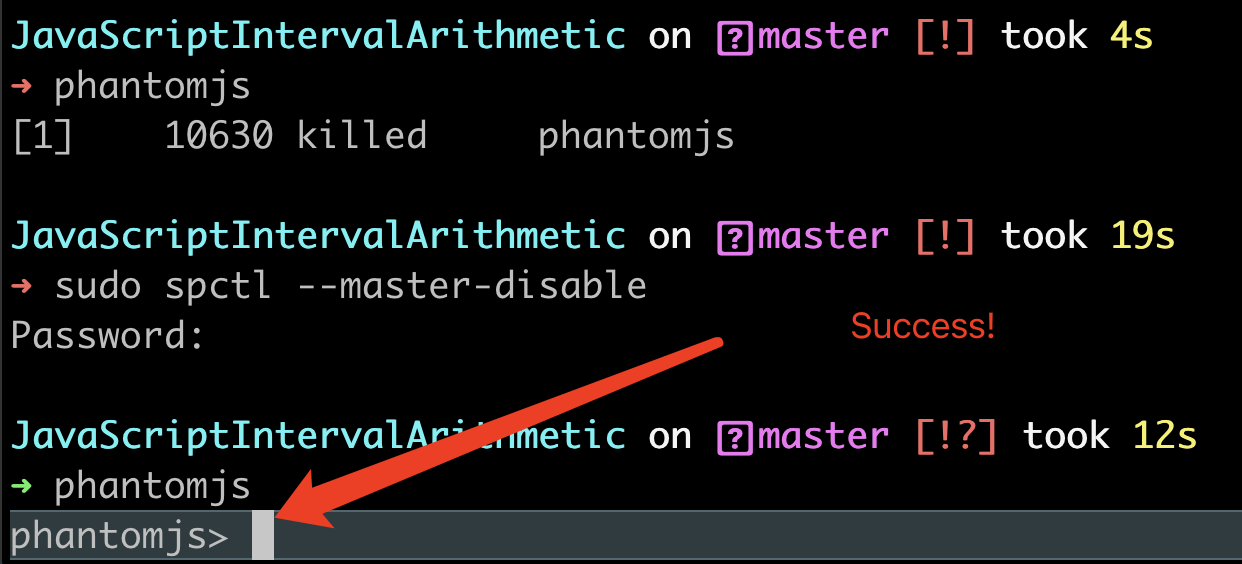 JavaScriptIntervalArithmetic on [?]master [!] took 4s
➜ phantomjs
[1]    10630 killed     phantomjs
JavaScriptIntervalArithmetic on [?]master [!] took 19s
➜ sudo spctl --master-disable
Success!
Password:
JavaScriptIntervalArithmetic on [?]master [!?] took 12s
➜ phantomjs
phantomjs>